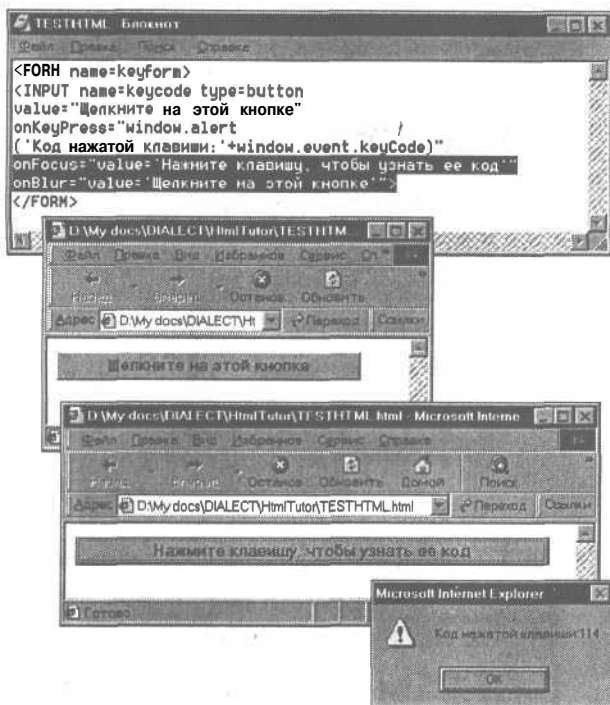 TESTHTML Блокнот
Файл Правка Поиск Справка
<FORH name=keyform>
<INPUT name=keycode type=button
value="Щелкните на этой кнопке"
onKeyPress="window.alert
('Код нажатой клавиши:'+window.event.keyCode)"
onFocus="value='Нажмите клавишу, чтобы узнать ее код'"
onBlur="value='Щелкните на этой кнопке'">
</FORH>
D:\My docs\DIALECT\HtmlTutor\TESTHTM
Файл Правка Вид Избранное Сервис
Назад Вперед Останов Обновить
Адрес D:\My docs\DIALECT\Ht Переход Ссылки
Щелкните на этой кнопке
D:\My docs\DIALECT\HtmlTutor\TESTHTML.html - Microsoft Interne
Файл Правка Вид Избранное Сервис Справка
Назад Вперед Останов Обновить Домой Поиск
Адрес D:\My docs\DIALECT\HtmlTutor\TESTHTML.html Переход Ссылки
Нажмите клавишу, чтобы узнать ее код
Готово
Microsoft Internet Explorer
Код нажатой клавиши:114
OK